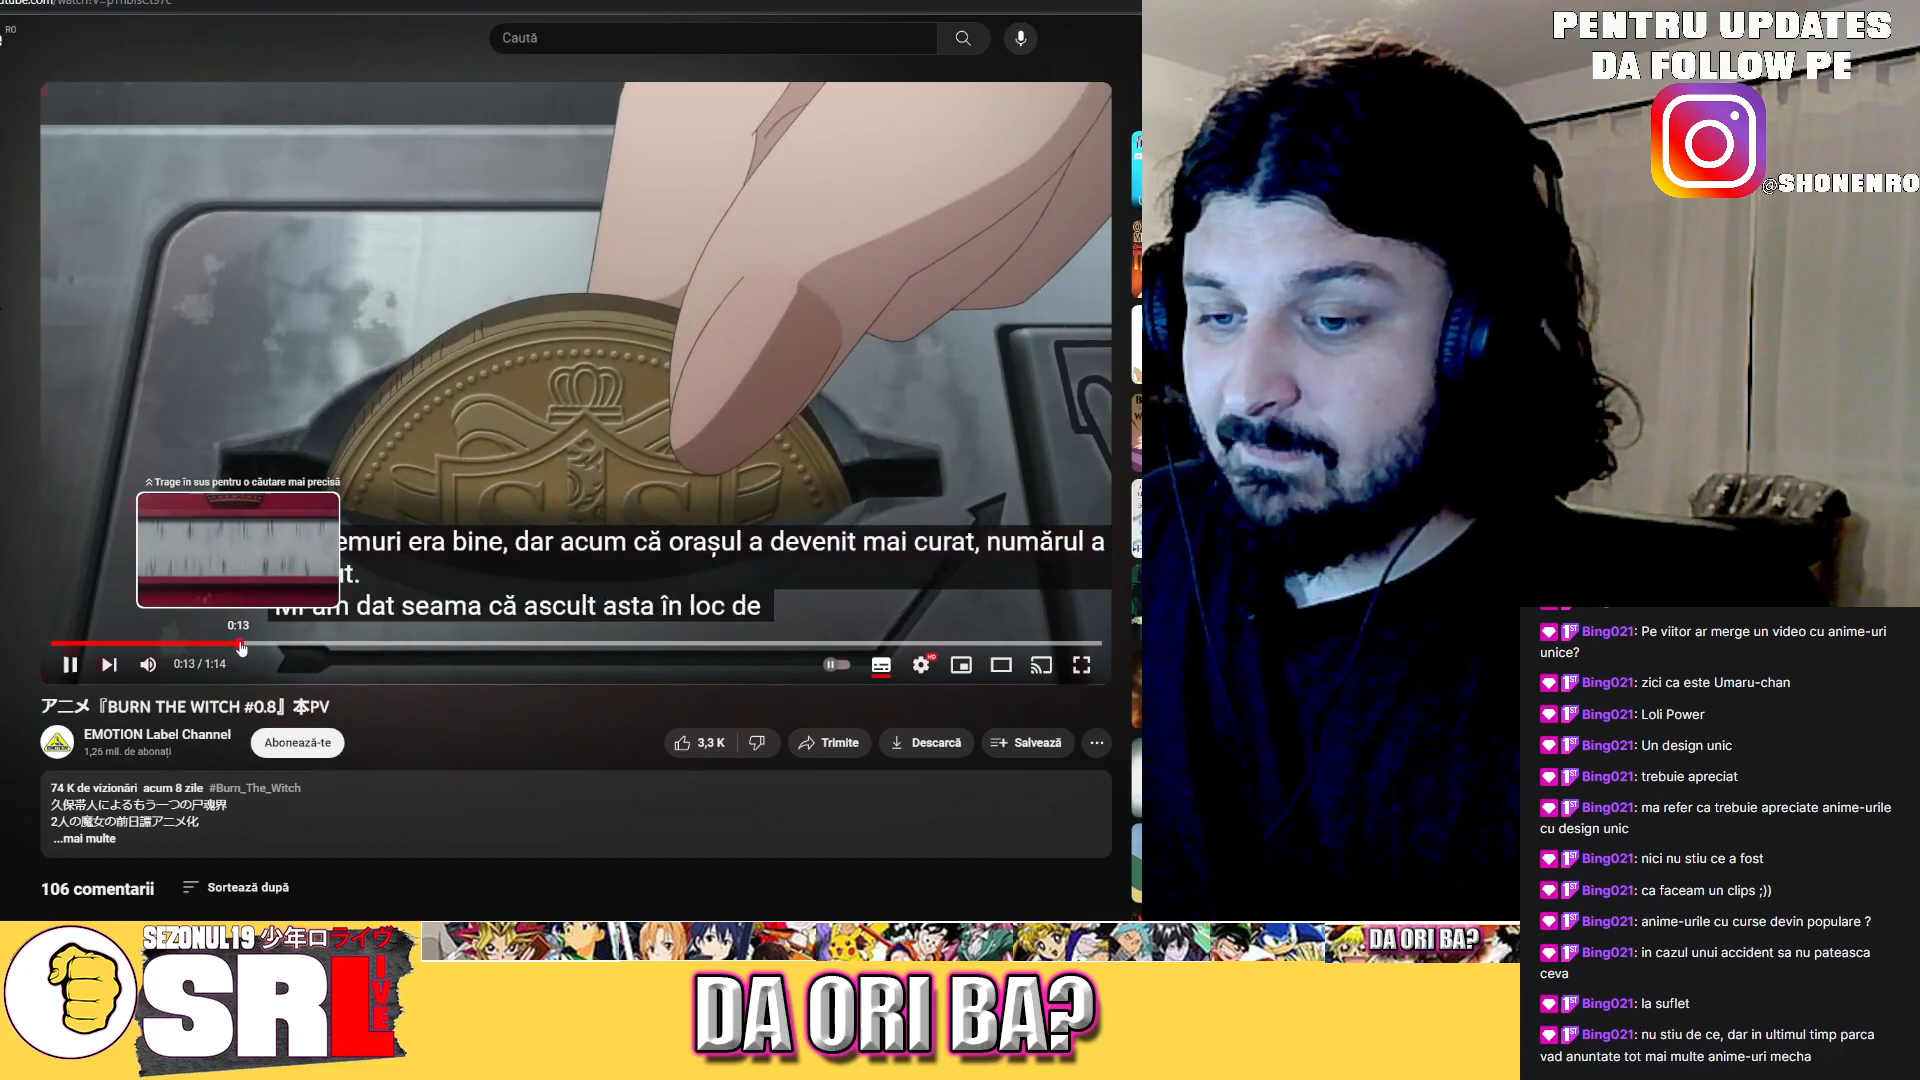 utube.com/watch?v=pYhbIsCt97c
RO
Caută
PENTRU UPDATES
DA FOLLOW PE
@SHONENRO
Trage în sus pentru o căutare mai precisă
emuri era bine, dar acum că orașul a devenit mai curat, numărul a
ut.
Mi-am dat seama că ascult asta în loc de
0:13
0:13 / 1:14
HD
アニメ『BURN THE WITCH #0.8』本PV
EMOTION Label Channel
1,26 mil. de abonați
Abonează-te
3,3 K
Trimite
Descarcă
Salvează
74 K de vizionări acum 8 zile #Burn_The_Witch
久保帯人によるもう一つの尸魂界
2人の魔女の前日譚アニメ化
...mai multe
106 comentarii
Sortează după
Bing021: Pe viitor ar merge un video cu anime-uri
unice?
Bing021: zici ca este Umaru-chan
Bing021: Loli Power
Bing021: Un design unic
Bing021: trebuie apreciat
Bing021: ma refer ca trebuie apreciate anime-urile
cu design unic
Bing021: nici nu stiu ce a fost
Bing021: ca faceam un clips ;))
Bing021: anime-urile cu curse devin populare ?
Bing021: in cazul unui accident sa nu pateasca
ceva
Bing021: la suflet
Bing021: nu stiu de ce, dar in ultimul timp parca
vad anuntate tot mai multe anime-uri mecha
SEZONUL19 少年ロライヴ
SRL
LIVE
DA ORI BA?
DA ORI BA?